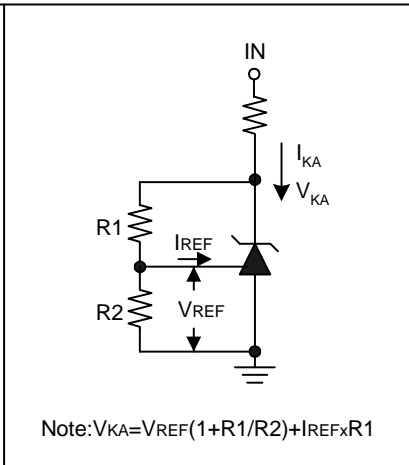 IN
IKA
VKA
R1
IREF
R2
VREF
Note:VKA=VREF(1+R1/R2)+IREFxR1